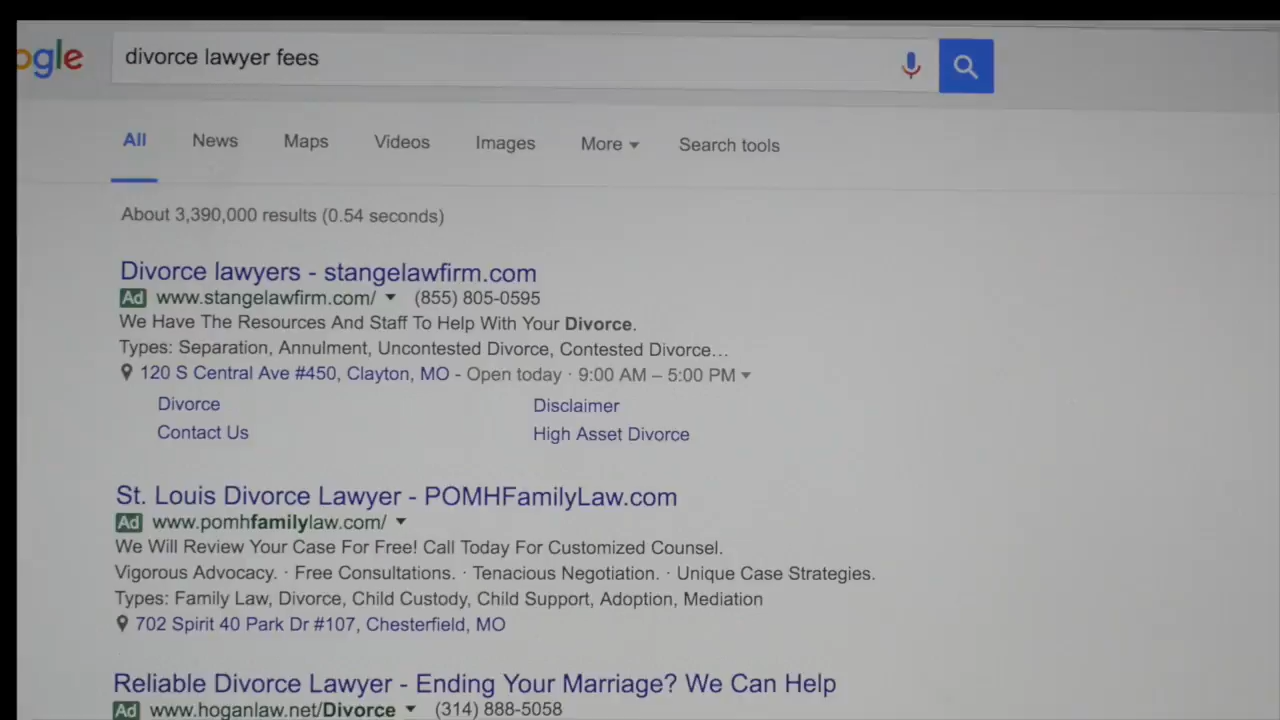 ogle
divorce lawyer fees
All News Maps Videos Images More Search tools
About 3,390,000 results (0.54 seconds)
Divorce lawyers - stangelawfirm.com
Ad www.stangelawfirm.com/ (855) 805-0595
We Have The Resources And Staff To Help With Your Divorce.
Types: Separation, Annulment, Uncontested Divorce, Contested Divorce…
120 S Central Ave #450, Clayton, MO - Open today · 9:00 AM – 5:00 PM
Divorce Disclaimer
Contact Us High Asset Divorce
St. Louis Divorce Lawyer - POMHFamilyLaw.com
Ad www.pomhfamilylaw.com/
We Will Review Your Case For Free! Call Today For Customized Counsel.
Vigorous Advocacy. · Free Consultations. · Tenacious Negotiation. · Unique Case Strategies.
Types: Family Law, Divorce, Child Custody, Child Support, Adoption, Mediation
702 Spirit 40 Park Dr #107, Chesterfield, MO
Reliable Divorce Lawyer - Ending Your Marriage? We Can Help
Ad www.hoganlaw.net/Divorce (314) 888-5058